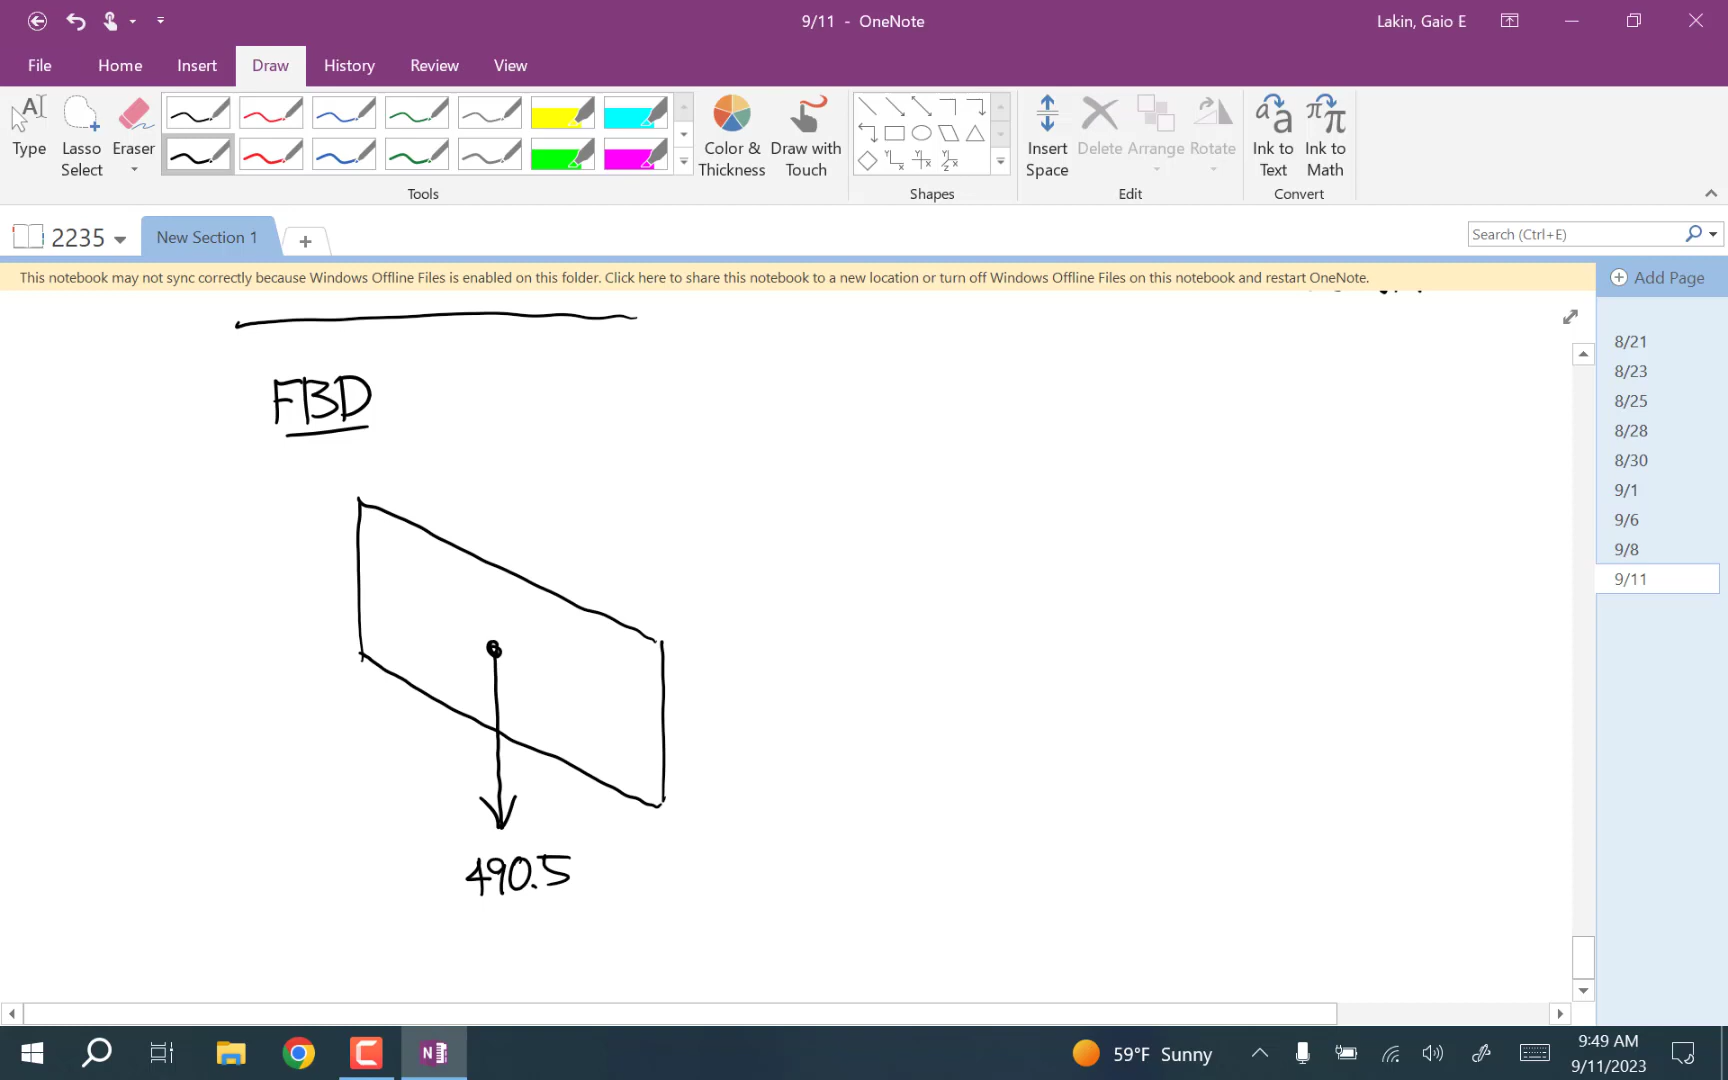 9/11 - OneNote
Lakin, Gaio E
File Home Insert Draw History Review View
Type
Lasso Select
Eraser
Color & Thickness
Draw with Touch
Insert Space
Delete
Arrange
Rotate
Ink to Text
Ink to Math
Tools
Shapes
Edit
Convert
2235
New Section 1
Search (Ctrl+E)
This notebook may not sync correctly because Windows Offline Files is enabled on this folder. Click here to share this notebook to a new location or turn off Windows Offline Files on this notebook and restart OneNote.
Add Page
8/21
8/23
8/25
8/28
8/30
9/1
9/6
9/8
9/11
FBD
490.5
59°F Sunny
9:49 AM
9/11/2023